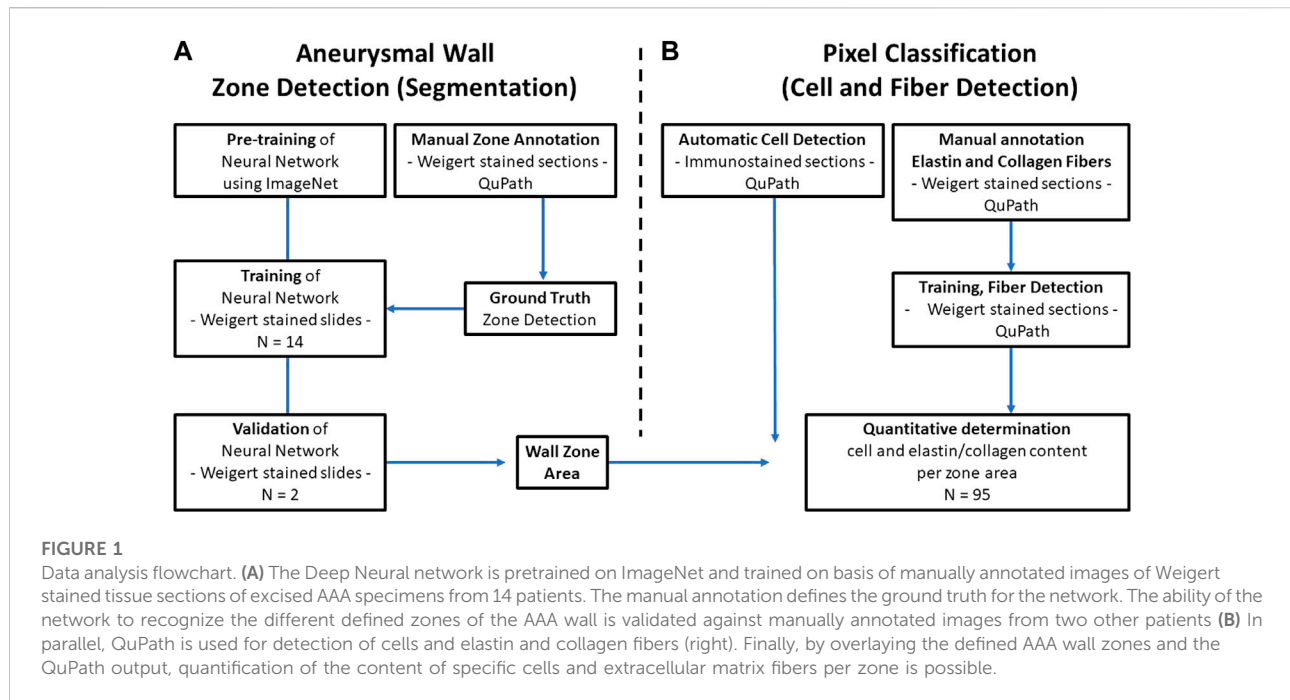 A
Aneurysmal Wall
Zone Detection (Segmentation)
Pre-training of
Neural Network
using ImageNet
Manual Zone Annotation
- Weigert stained sections -
QuPath
Training of
Neural Network
- Weigert stained slides -
N = 14
Ground Truth
Zone Detection
Validation of
Neural Network
- Weigert stained slides -
N = 2
Wall Zone
Area
B
Pixel Classification
(Cell and Fiber Detection)
Automatic Cell Detection
- Immunostained sections -
QuPath
Manual annotation
Elastin and Collagen Fibers
- Weigert stained sections -
QuPath
Training, Fiber Detection
- Weigert stained sections -
QuPath
Quantitative determination
cell and elastin/collagen content
per zone area
N = 95
FIGURE 1
Data analysis flowchart. (A) The Deep Neural network is pretrained on ImageNet and trained on basis of manually annotated images of Weigert
stained tissue sections of excised AAA specimens from 14 patients. The manual annotation defines the ground truth for the network. The ability of the
network to recognize the different defined zones of the AAA wall is validated against manually annotated images from two other patients (B) In
parallel, QuPath is used for detection of cells and elastin and collagen fibers (right). Finally, by overlaying the defined AAA wall zones and the
QuPath output, quantification of the content of specific cells and extracellular matrix fibers per zone is possible.